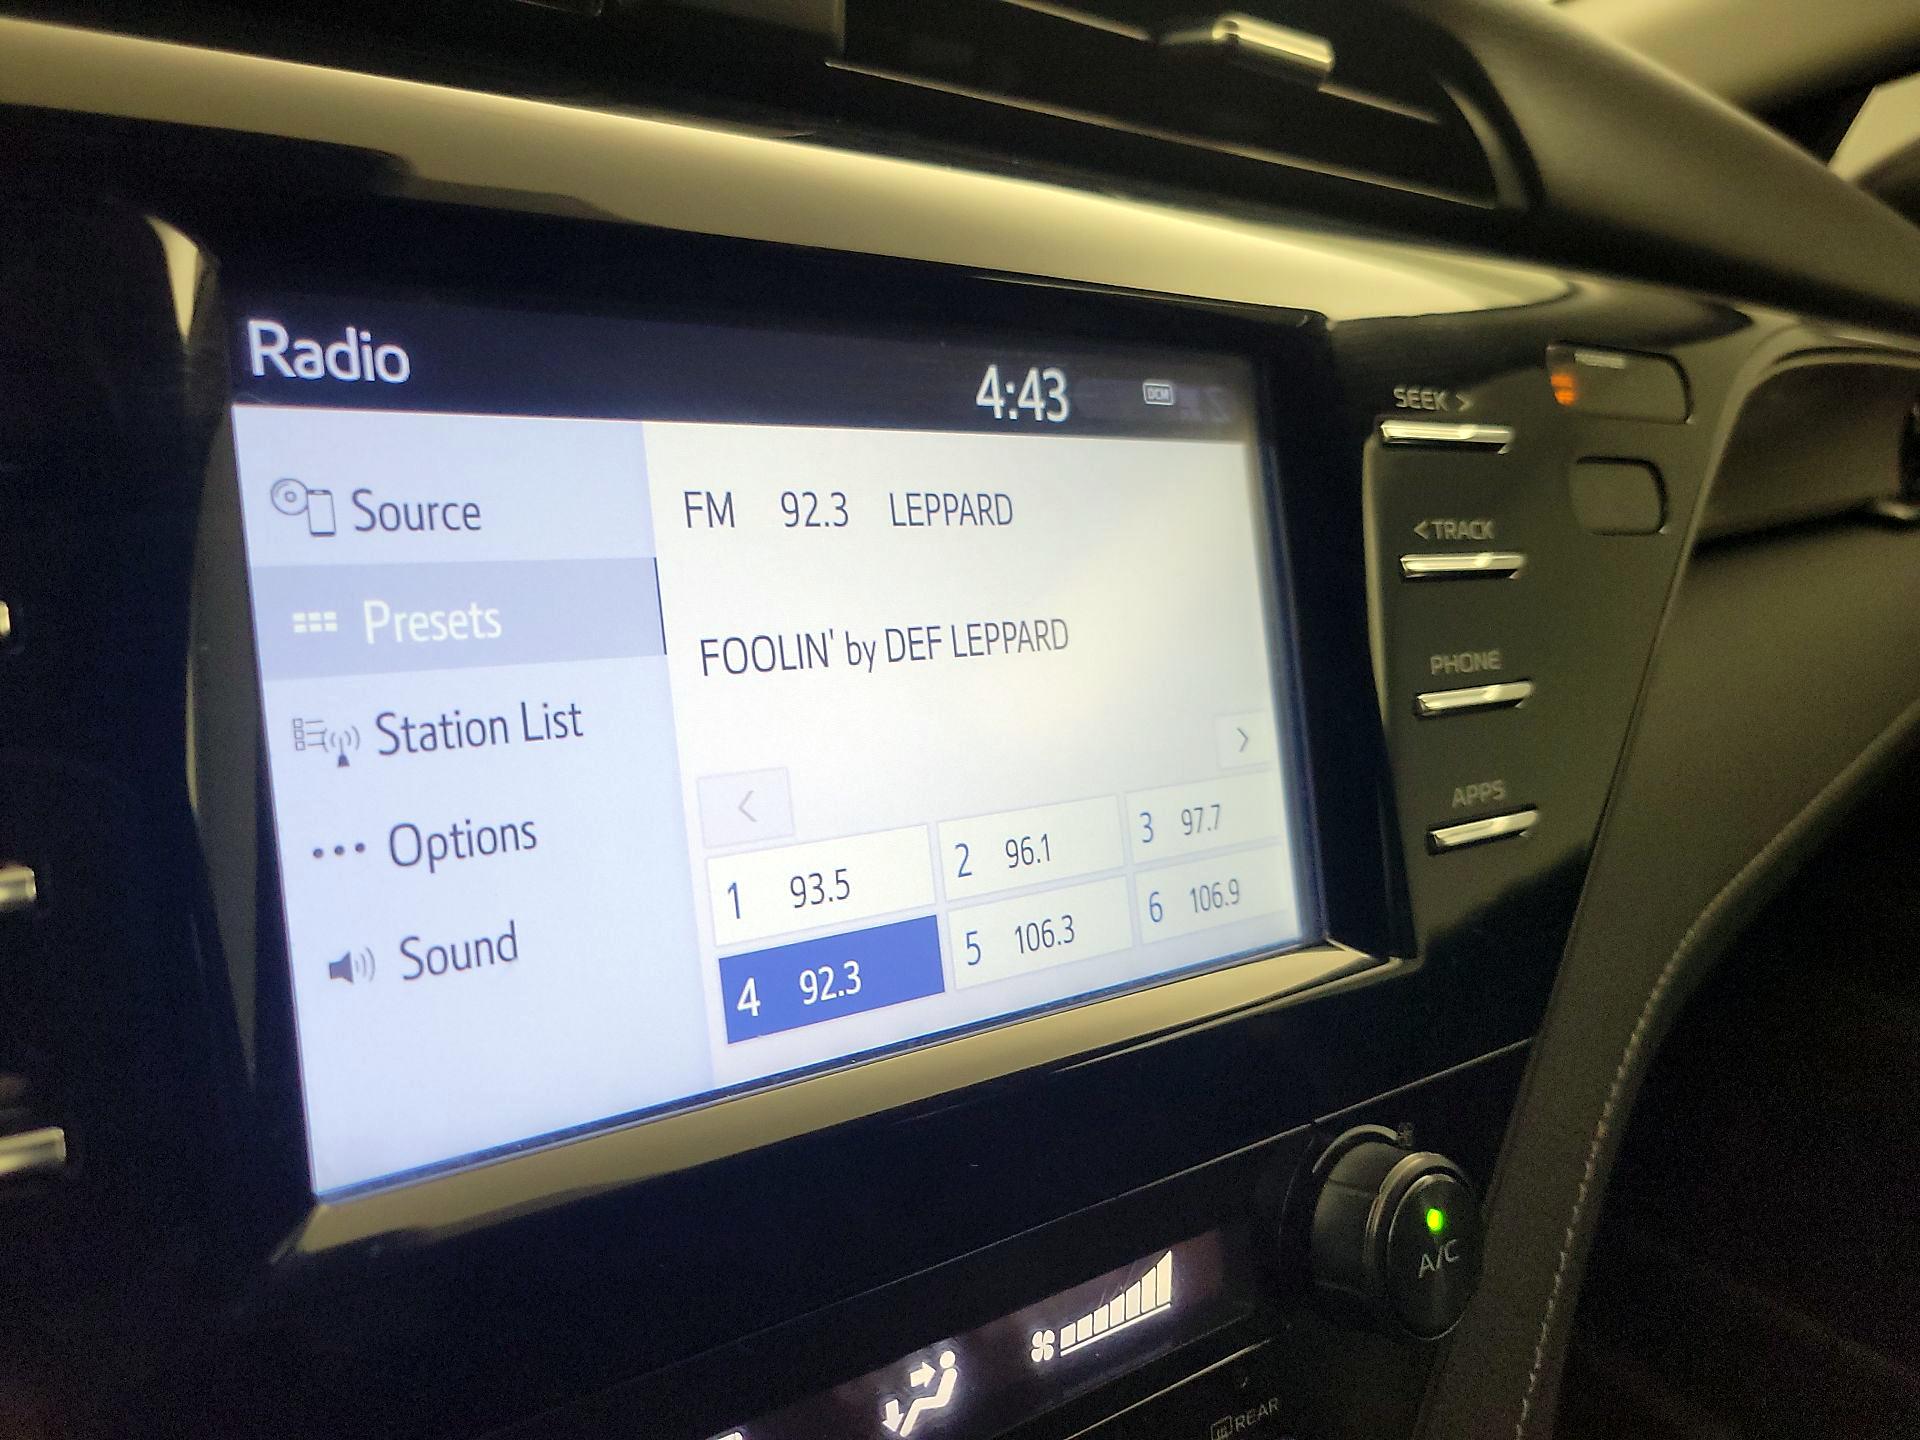 Radio
4:43
DCM
Source
Presets
Station List
Options
Sound
FM 92.3 LEPPARD
FOOLIN' by DEF LEPPARD
<
>
1 93.5
2 96.1
3 97.7
4 92.3
5 106.3
6 106.9
SEEK >
< TRACK
PHONE
APPS
A/C
REAR